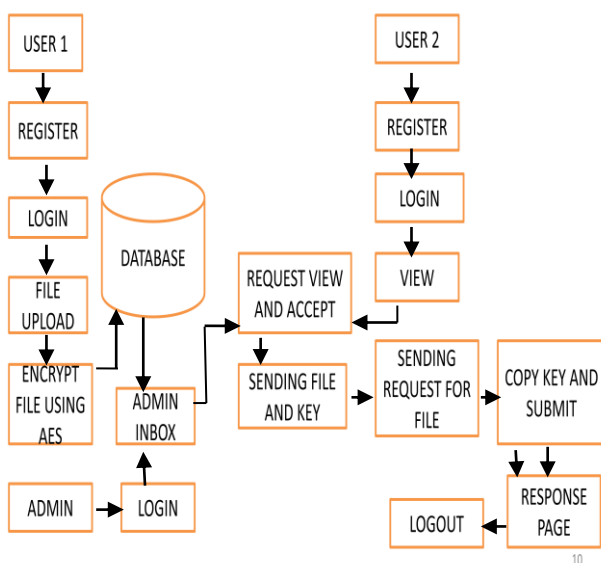 USER 1
REGISTER
LOGIN
FILE
UPLOAD
ENCRYPT
FILE USING
AES
DATABASE
ADMIN
INBOX
ADMIN
LOGIN
USER 2
REGISTER
LOGIN
VIEW
REQUEST VIEW
AND ACCEPT
SENDING FILE
AND KEY
SENDING
REQUEST FOR
FILE
COPY KEY AND
SUBMIT
RESPONSE
PAGE
LOGOUT
10